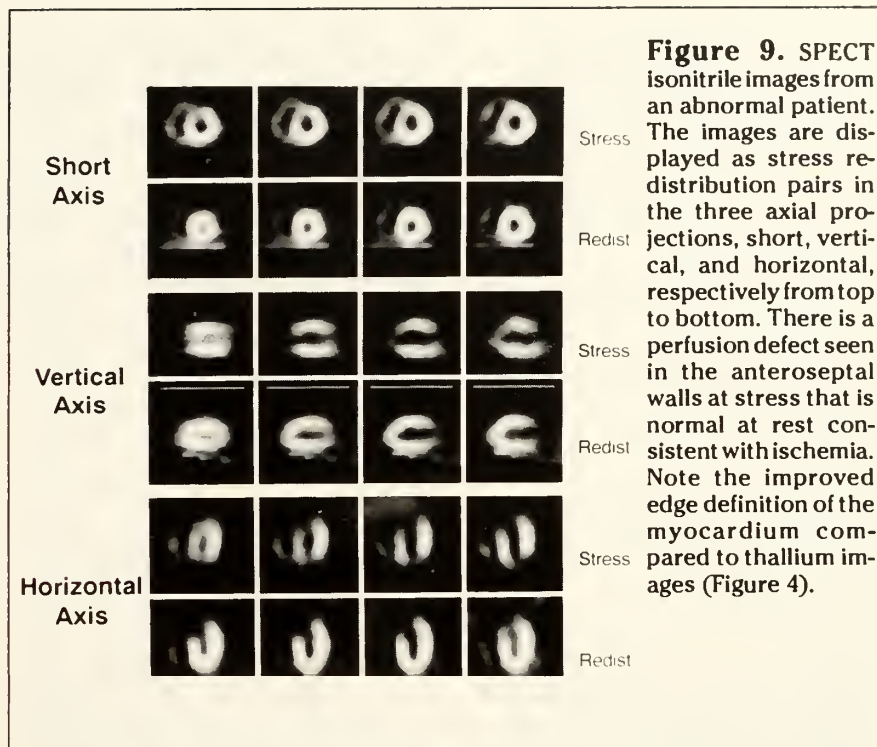 Short
Axis
Stress
Redist
Vertical
Axis
Stress
Redist
Horizontal
Axis
Stress
Redist
Figure 9. SPECT
isonitrile images from
an abnormal patient.
The images are dis-
played as stress re-
distribution pairs in
the three axial pro-
jections, short, verti-
cal, and horizontal,
respectively from top
to bottom. There is a
perfusion defect seen
in the anteroseptal
walls at stress that is
normal at rest con-
sistent with ischemia.
Note the improved
edge definition of the
myocardium com-
pared to thallium im-
ages (Figure 4).